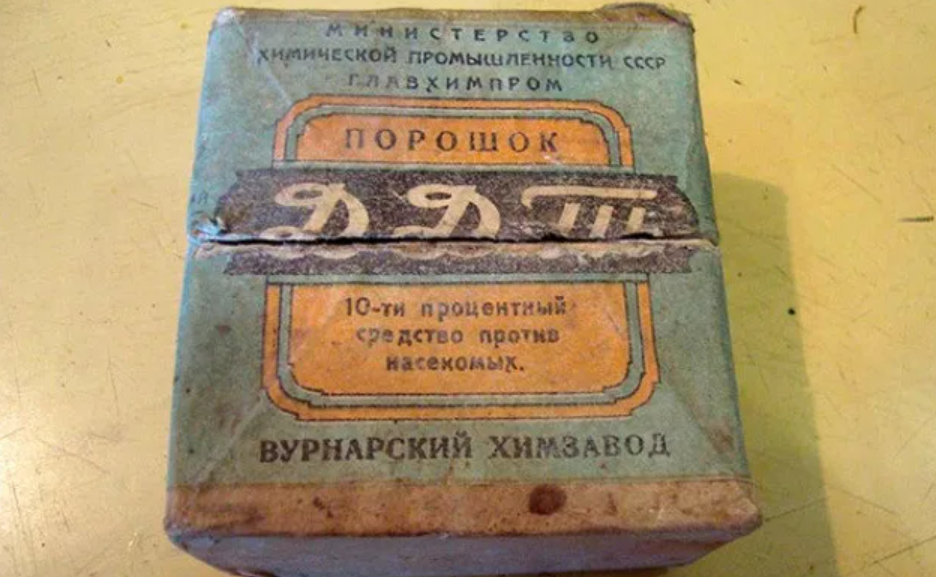 МИНИСТЕРСТВО
ХИМИЧЕСКОЙ ПРОМЫШЛЕННОСТИ СССР
ГЛАВХИМПРОМ
ПОРОШОК
ДДТ
10-ти процентный
средство против
насекомых.
ВУРНАРСКИЙ ХИМЗАВОД